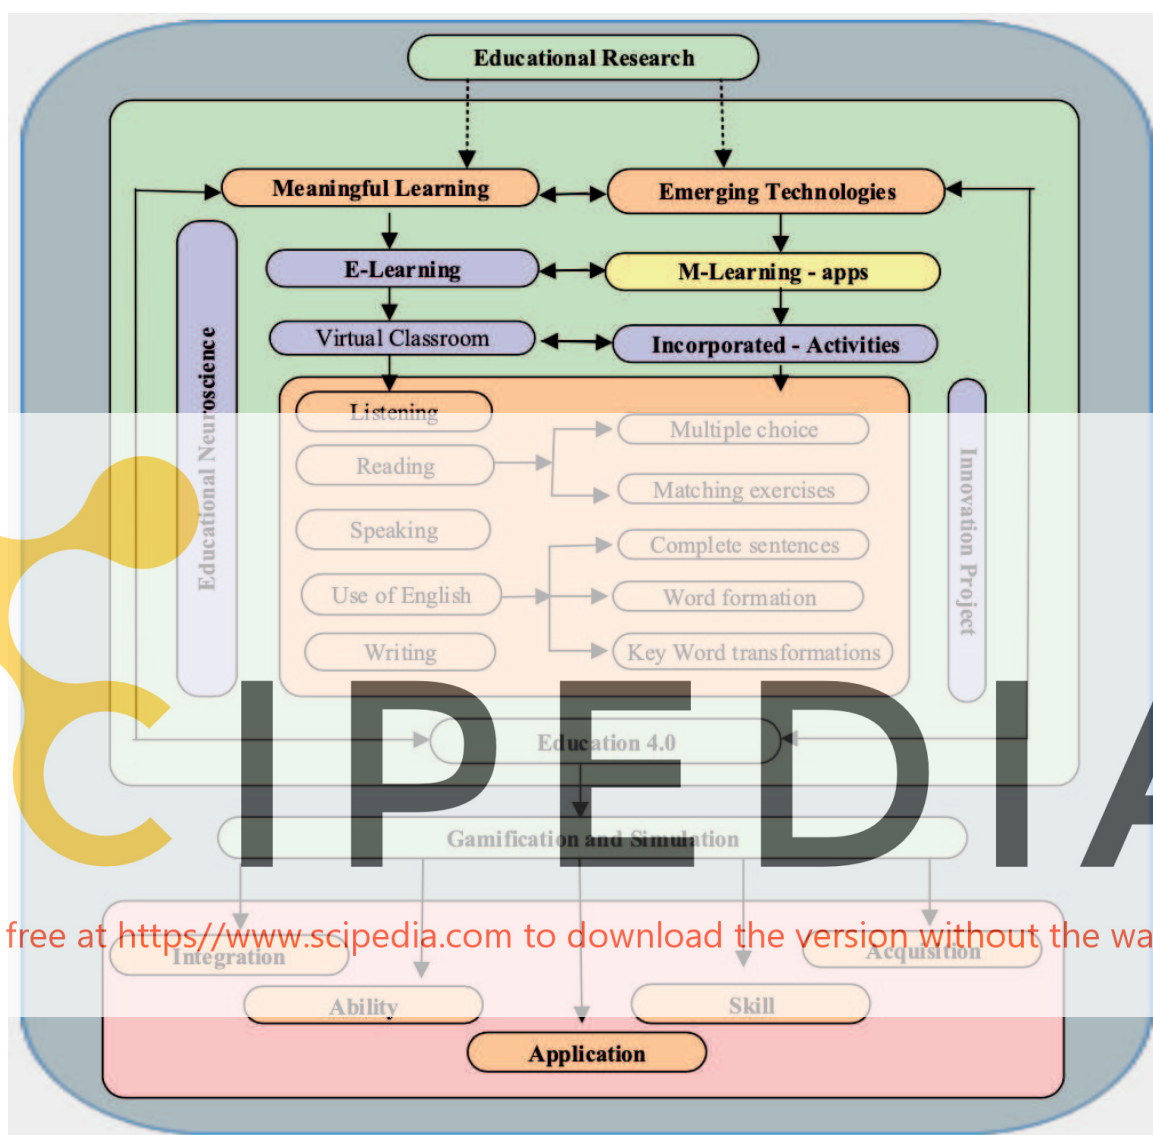 Educational Research
Meaningful Learning
Emerging Technologies
E-Learning
M-Learning - apps
Virtual Classroom
Incorporated - Activities
Educational Neuroscience
Innovation Project
Listening
Multiple choice
Reading
Matching exercises
Speaking
Complete sentences
Use of English
Word formation
Writing
Key Word transformations
Education 4.0
CIPEDIA
Gamification and Simulation
free at https//www.scipedia.com to download the version without the wa
Integration
Acquisition
Ability
Skill
Application